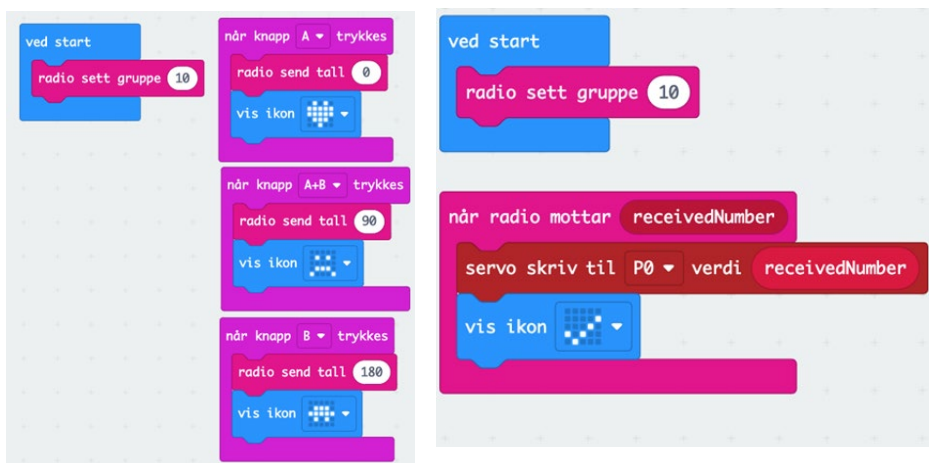 ved start
radio sett gruppe 10
når knapp A trykkes
radio send tall 0
vis ikon
når knapp A+B trykkes
radio send tall 90
vis ikon
når knapp B trykkes
radio send tall 180
vis ikon
ved start
radio sett gruppe 10
når radio mottar receivedNumber
servo skriv til P0 verdi receivedNumber
vis ikon